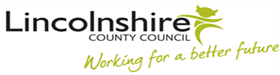 Lincolnshire
COUNTY COUNCIL
Working for a better future